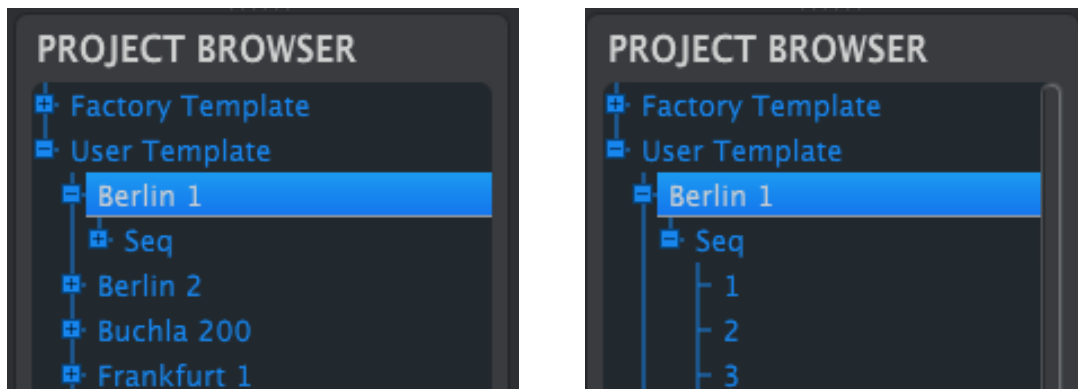 PROJECT BROWSER
Factory Template
User Template
Berlin 1
Seq
Berlin 2
Buchla 200
Frankfurt 1
PROJECT BROWSER
Factory Template
User Template
Berlin 1
Seq
1
2
3